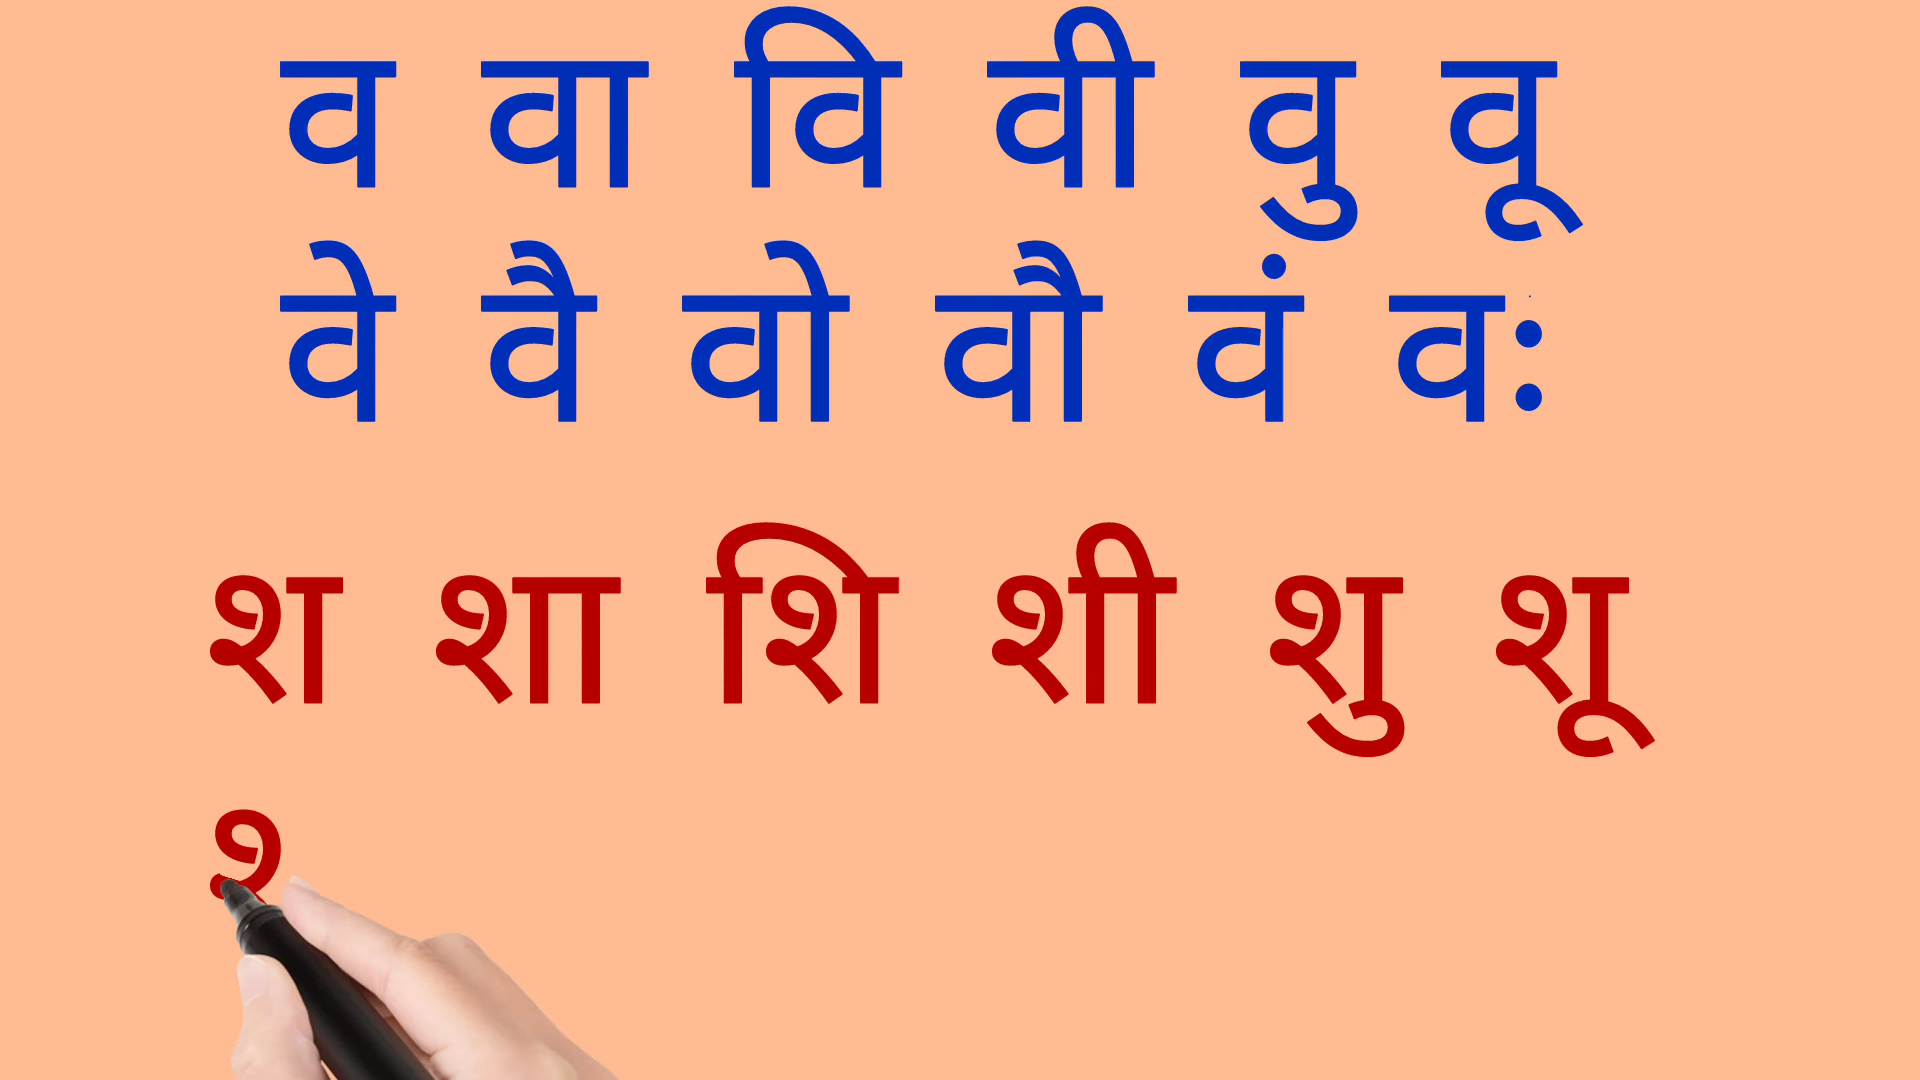 व वा वि वी वु वू
वे वै वो वौ वं वः
श शा शि शी शु शू